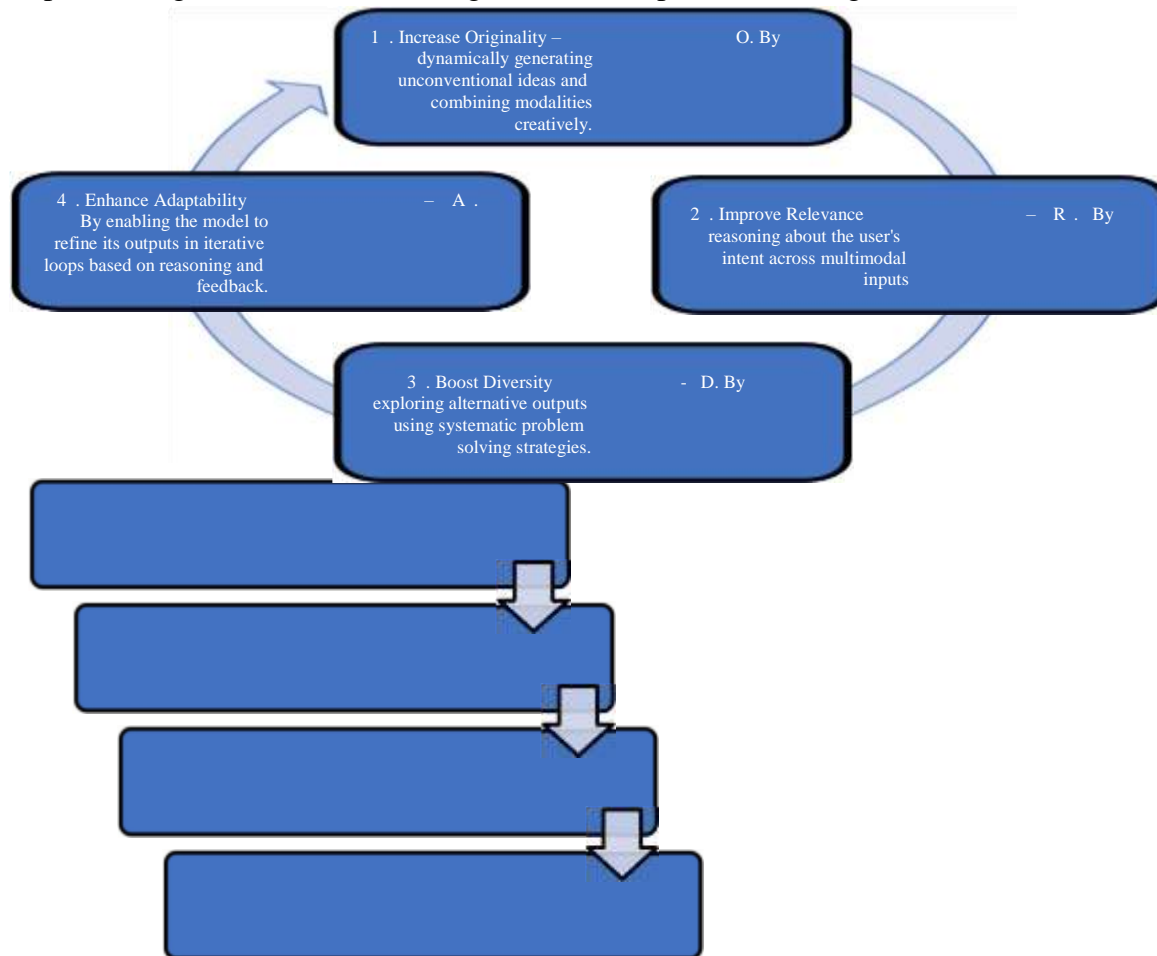 1 . Increase Originality – O. By
dynamically generating
unconventional ideas and
combining modalities
creatively.
2 . Improve Relevance – R . By
reasoning about the user's
intent across multimodal
inputs
3 . Boost Diversity - D. By
exploring alternative outputs
using systematic problem
solving strategies.
4 . Enhance Adaptability – A .
By enabling the model to
refine its outputs in iterative
loops based on reasoning and
feedback.